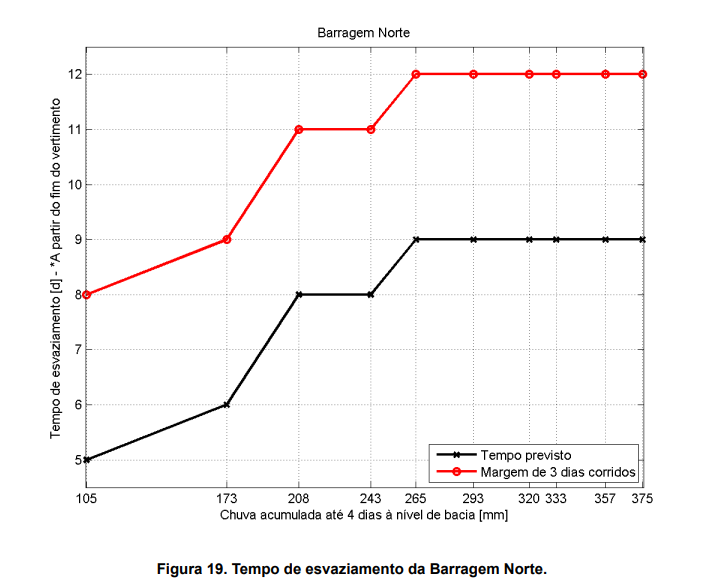 Barragem Norte
Tempo de esvaziamento [d] - *A partir do fim do vertimento
12
11
10
9
8
7
6
5
Tempo previsto
Margem de 3 dias corridos
105 173 208 243 265 293 320 333 357 375
Chuva acumulada até 4 dias à nível de bacia [mm]
Figura 19. Tempo de esvaziamento da Barragem Norte.